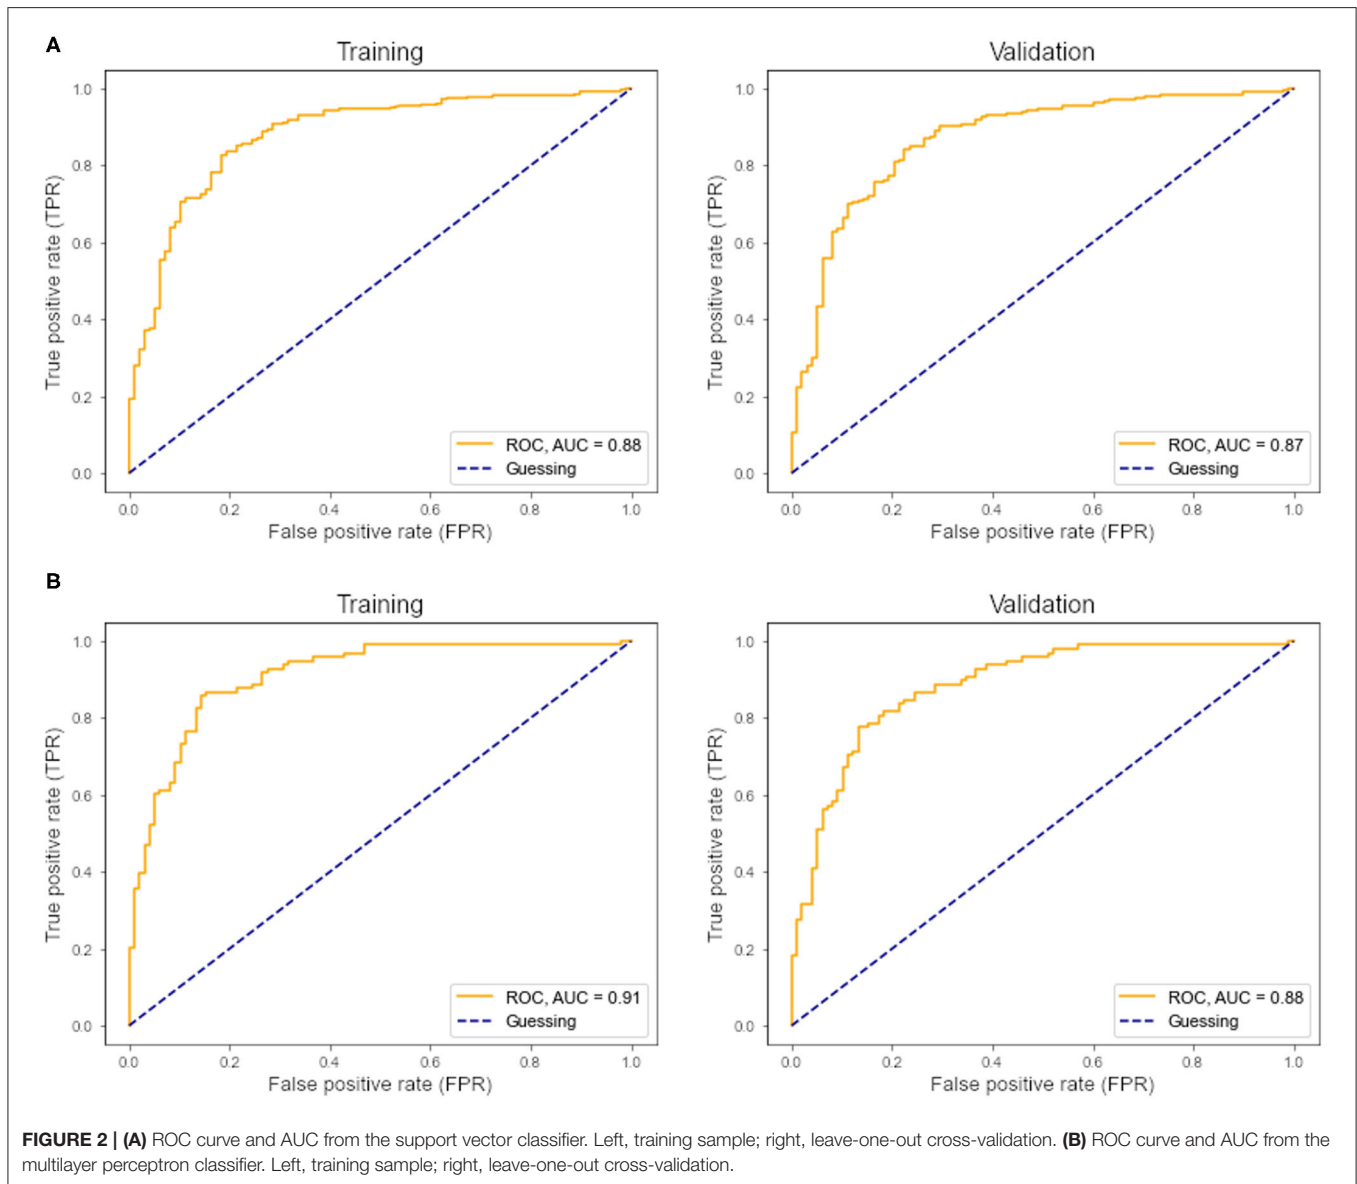 A
Training
1.0
0.8
0.6
0.4
0.2
0.0
True positive rate (TPR)
ROC, AUC = 0.88
Guessing
0.0 0.2 0.4 0.6 0.8 1.0
False positive rate (FPR)
Validation
1.0
0.8
0.6
0.4
0.2
0.0
True positive rate (TPR)
ROC, AUC = 0.87
Guessing
0.0 0.2 0.4 0.6 0.8 1.0
False positive rate (FPR)
B
Training
1.0
0.8
0.6
0.4
0.2
0.0
True positive rate (TPR)
ROC, AUC = 0.91
Guessing
0.0 0.2 0.4 0.6 0.8 1.0
False positive rate (FPR)
Validation
1.0
0.8
0.6
0.4
0.2
0.0
True positive rate (TPR)
ROC, AUC = 0.88
Guessing
0.0 0.2 0.4 0.6 0.8 1.0
False positive rate (FPR)
FIGURE 2 | (A) ROC curve and AUC from the support vector classifier. Left, training sample; right, leave-one-out cross-validation. (B) ROC curve and AUC from the
multilayer perceptron classifier. Left, training sample; right, leave-one-out cross-validation.